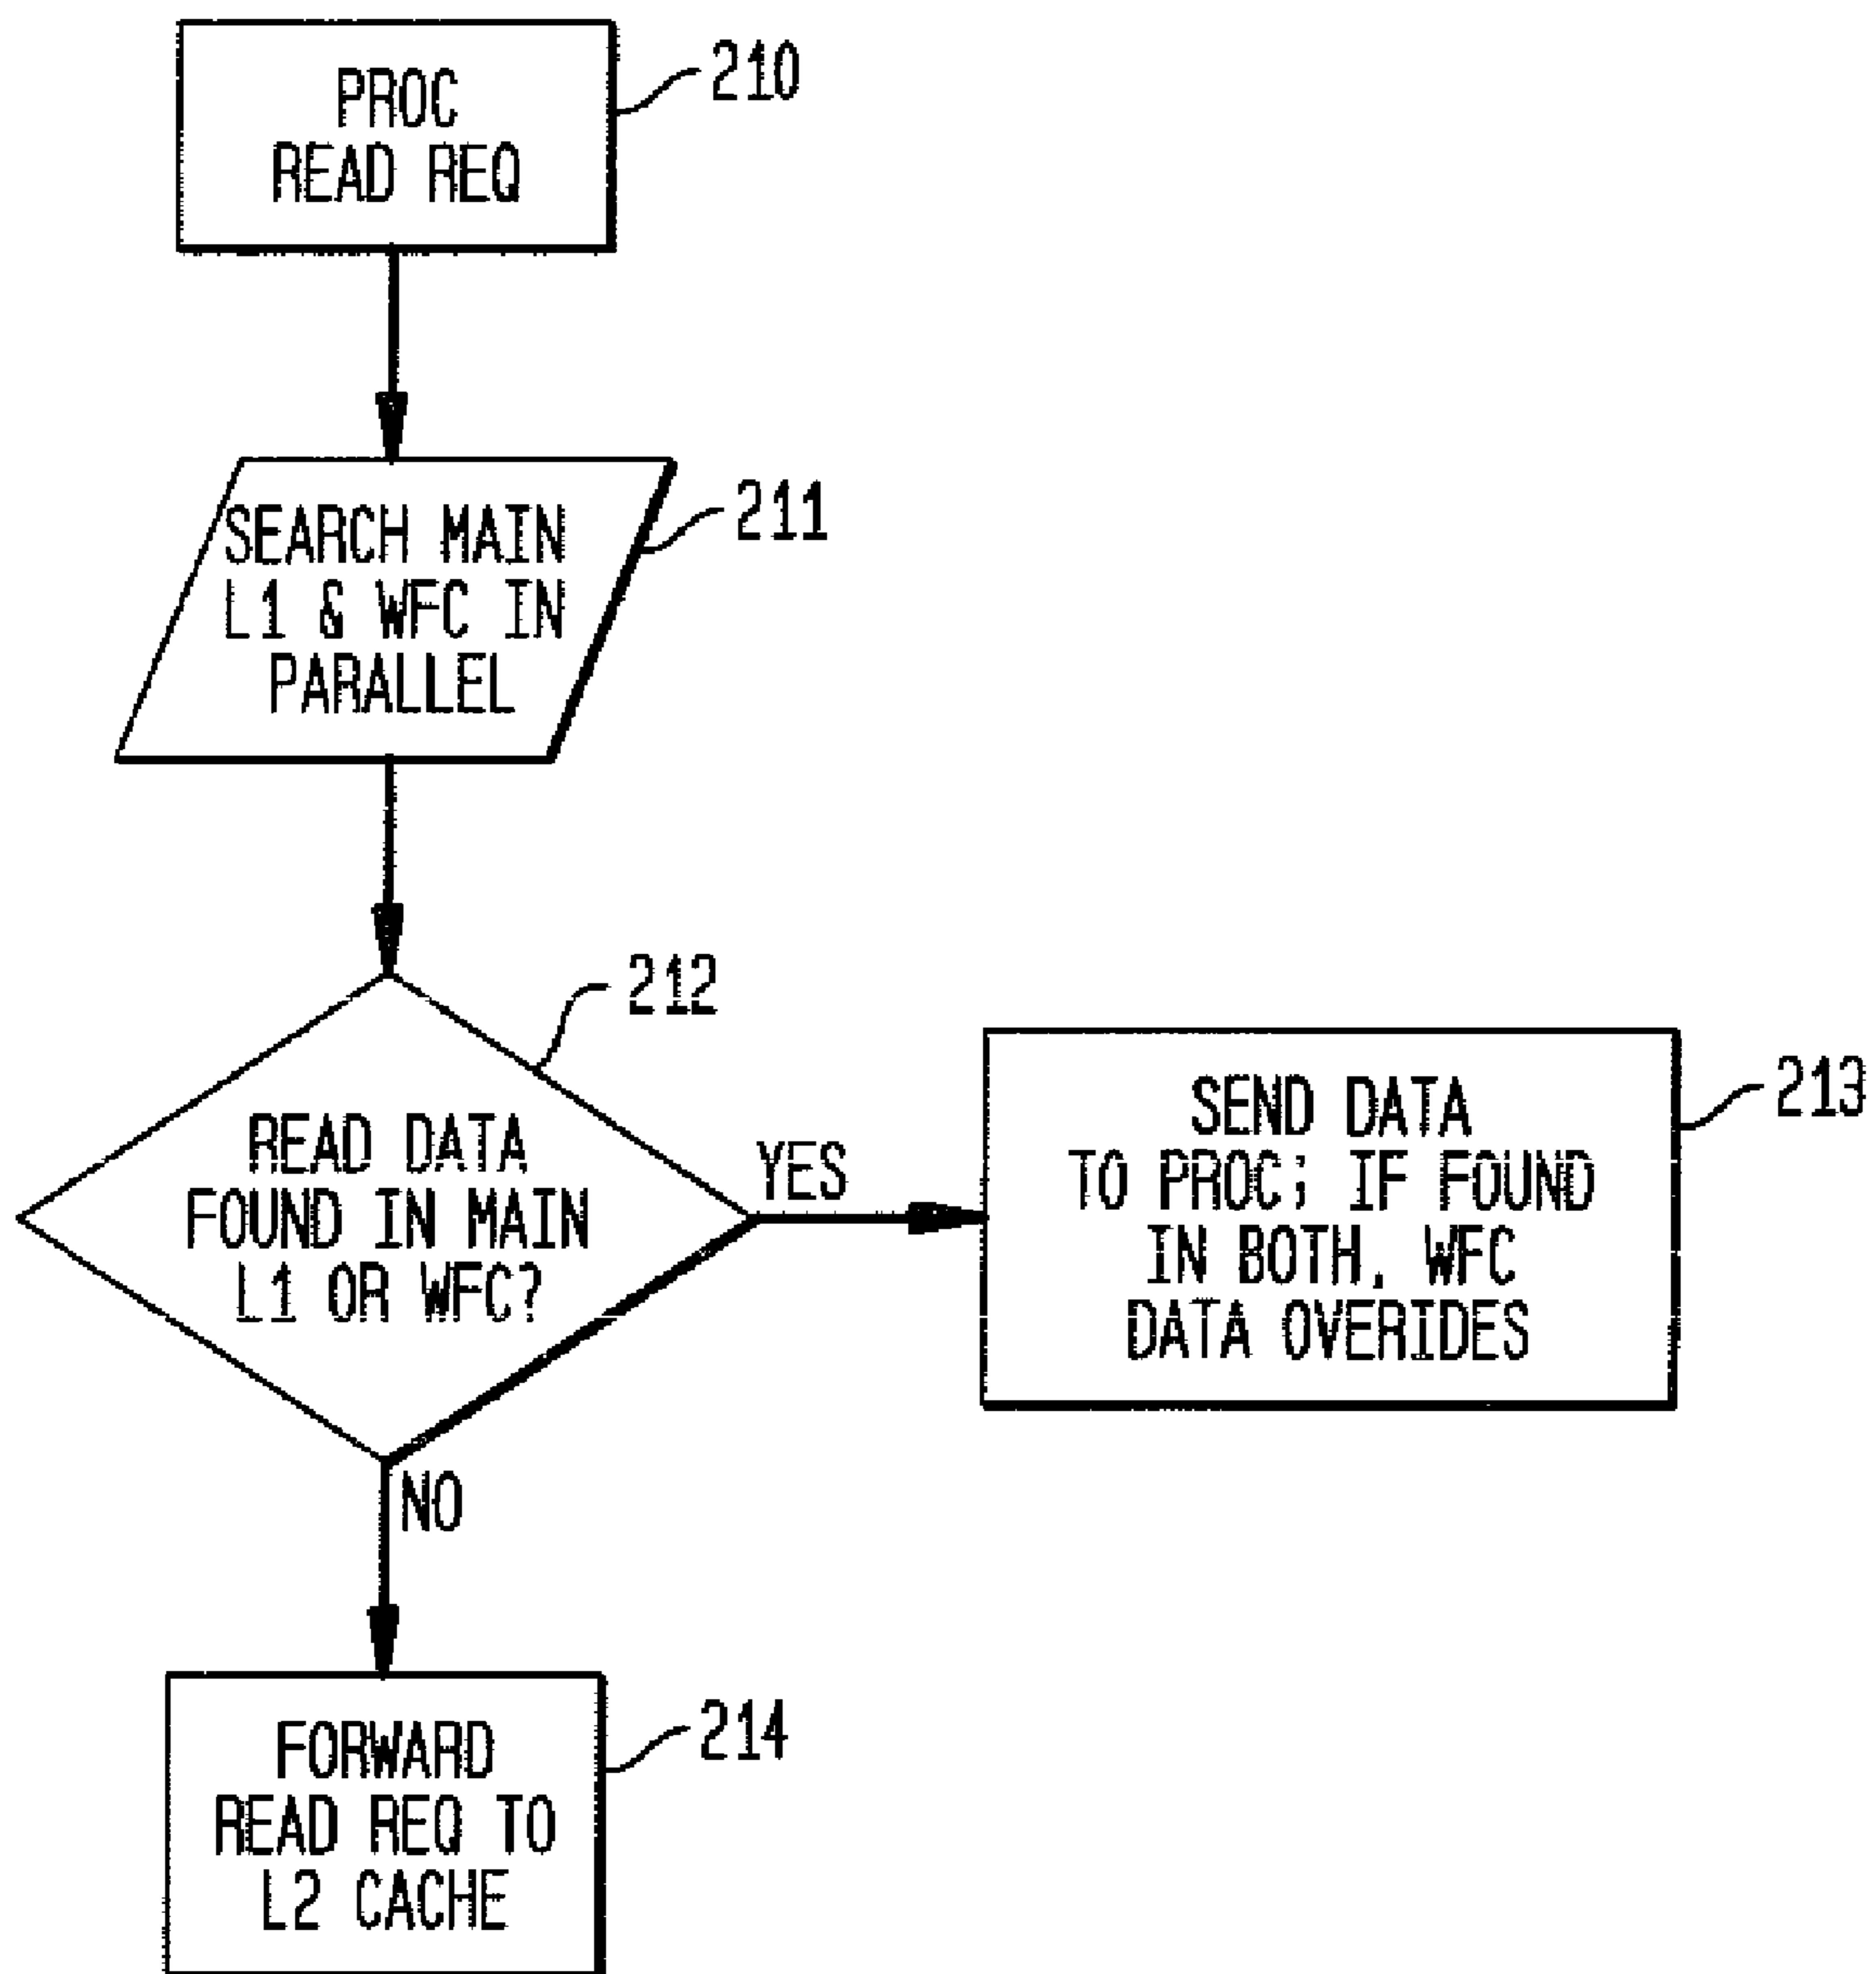 PROC
READ REQ
210
SEARCH MAIN
L1 & WFC IN
PARALLEL
211
READ DATA
FOUND IN MAIN
L1 OR WFC?
212
YES
SEND DATA
TO PROC; IF FOUND
IN BOTH, WFC
DATA OVERIDES
213
NO
FORWARD
READ REQ TO
L2 CACHE
214